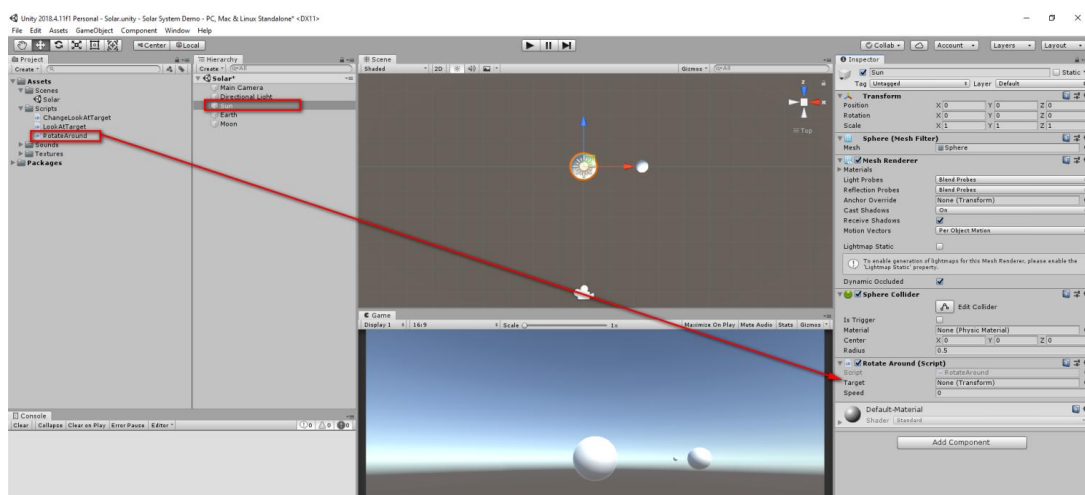 Unity 2018.4.11f1 Personal - Solar.unity - Solar System Demo - PC, Mac & Linux Standalone* <DX11>
File Edit Assets GameObject Component Window Help
Center Local
Collab Account Layers Layout
Project
Create
Assets
Scenes
Solar
Scripts
ChangeLookAtTarget
LookAtTarget
RotateAround
Sounds
Textures
Packages
Hierarchy
Create All
Solar*
Main Camera
Directional Light
Sun
Earth
Moon
Scene
Shaded 2D Gizmos All
z
Top
Game
Display 1 16:9 Scale 1x Maximize On Play Mute Audio Stats Gizmos
Console
Clear Collapse Clear on Play Error Pause Editor 0 0 0
Inspector
Sun Static
Tag Untagged Layer Default
Transform
Position X 0 Y 0 Z 0
Rotation X 0 Y 0 Z 0
Scale X 1 Y 1 Z 1
Sphere (Mesh Filter)
Mesh Sphere
Mesh Renderer
Materials
Light Probes Blend Probes
Reflection Probes Blend Probes
Anchor Override None (Transform)
Cast Shadows On
Receive Shadows
Motion Vectors Per Object Motion
Lightmap Static
To enable generation of lightmaps for this Mesh Renderer, please enable the
'Lightmap Static' property.
Dynamic Occluded
Sphere Collider
Edit Collider
Is Trigger
Material None (Physic Material)
Center X 0 Y 0 Z 0
Radius 0.5
Rotate Around (Script)
Script RotateAround
Target None (Transform)
Speed 0
Default-Material
Shader Standard
Add Component